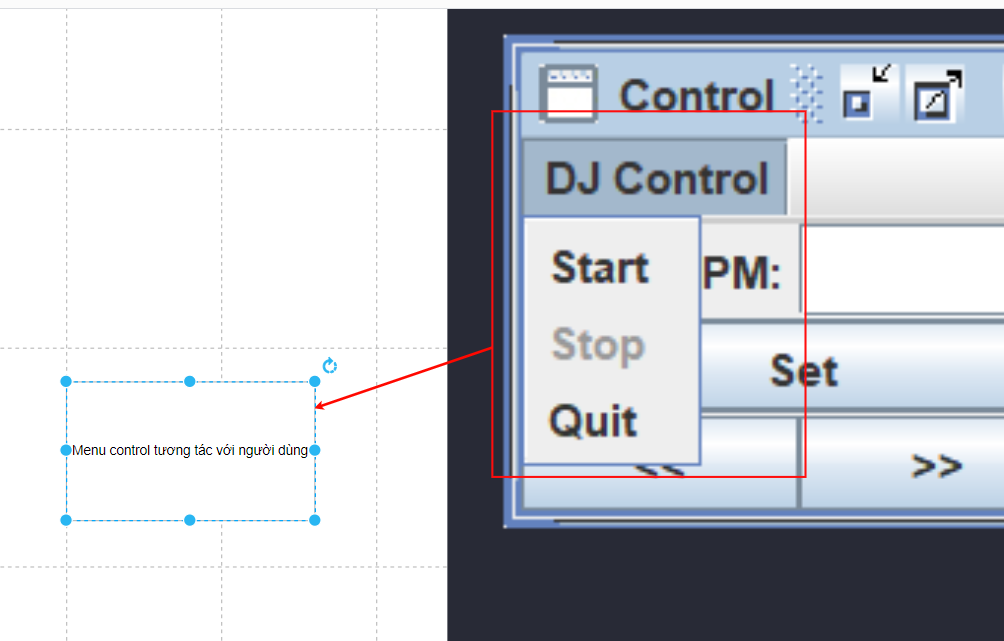 Control
DJ Control
Start
PM:
Stop
Set
Quit
<< >>
Menu control tương tác với người dùng